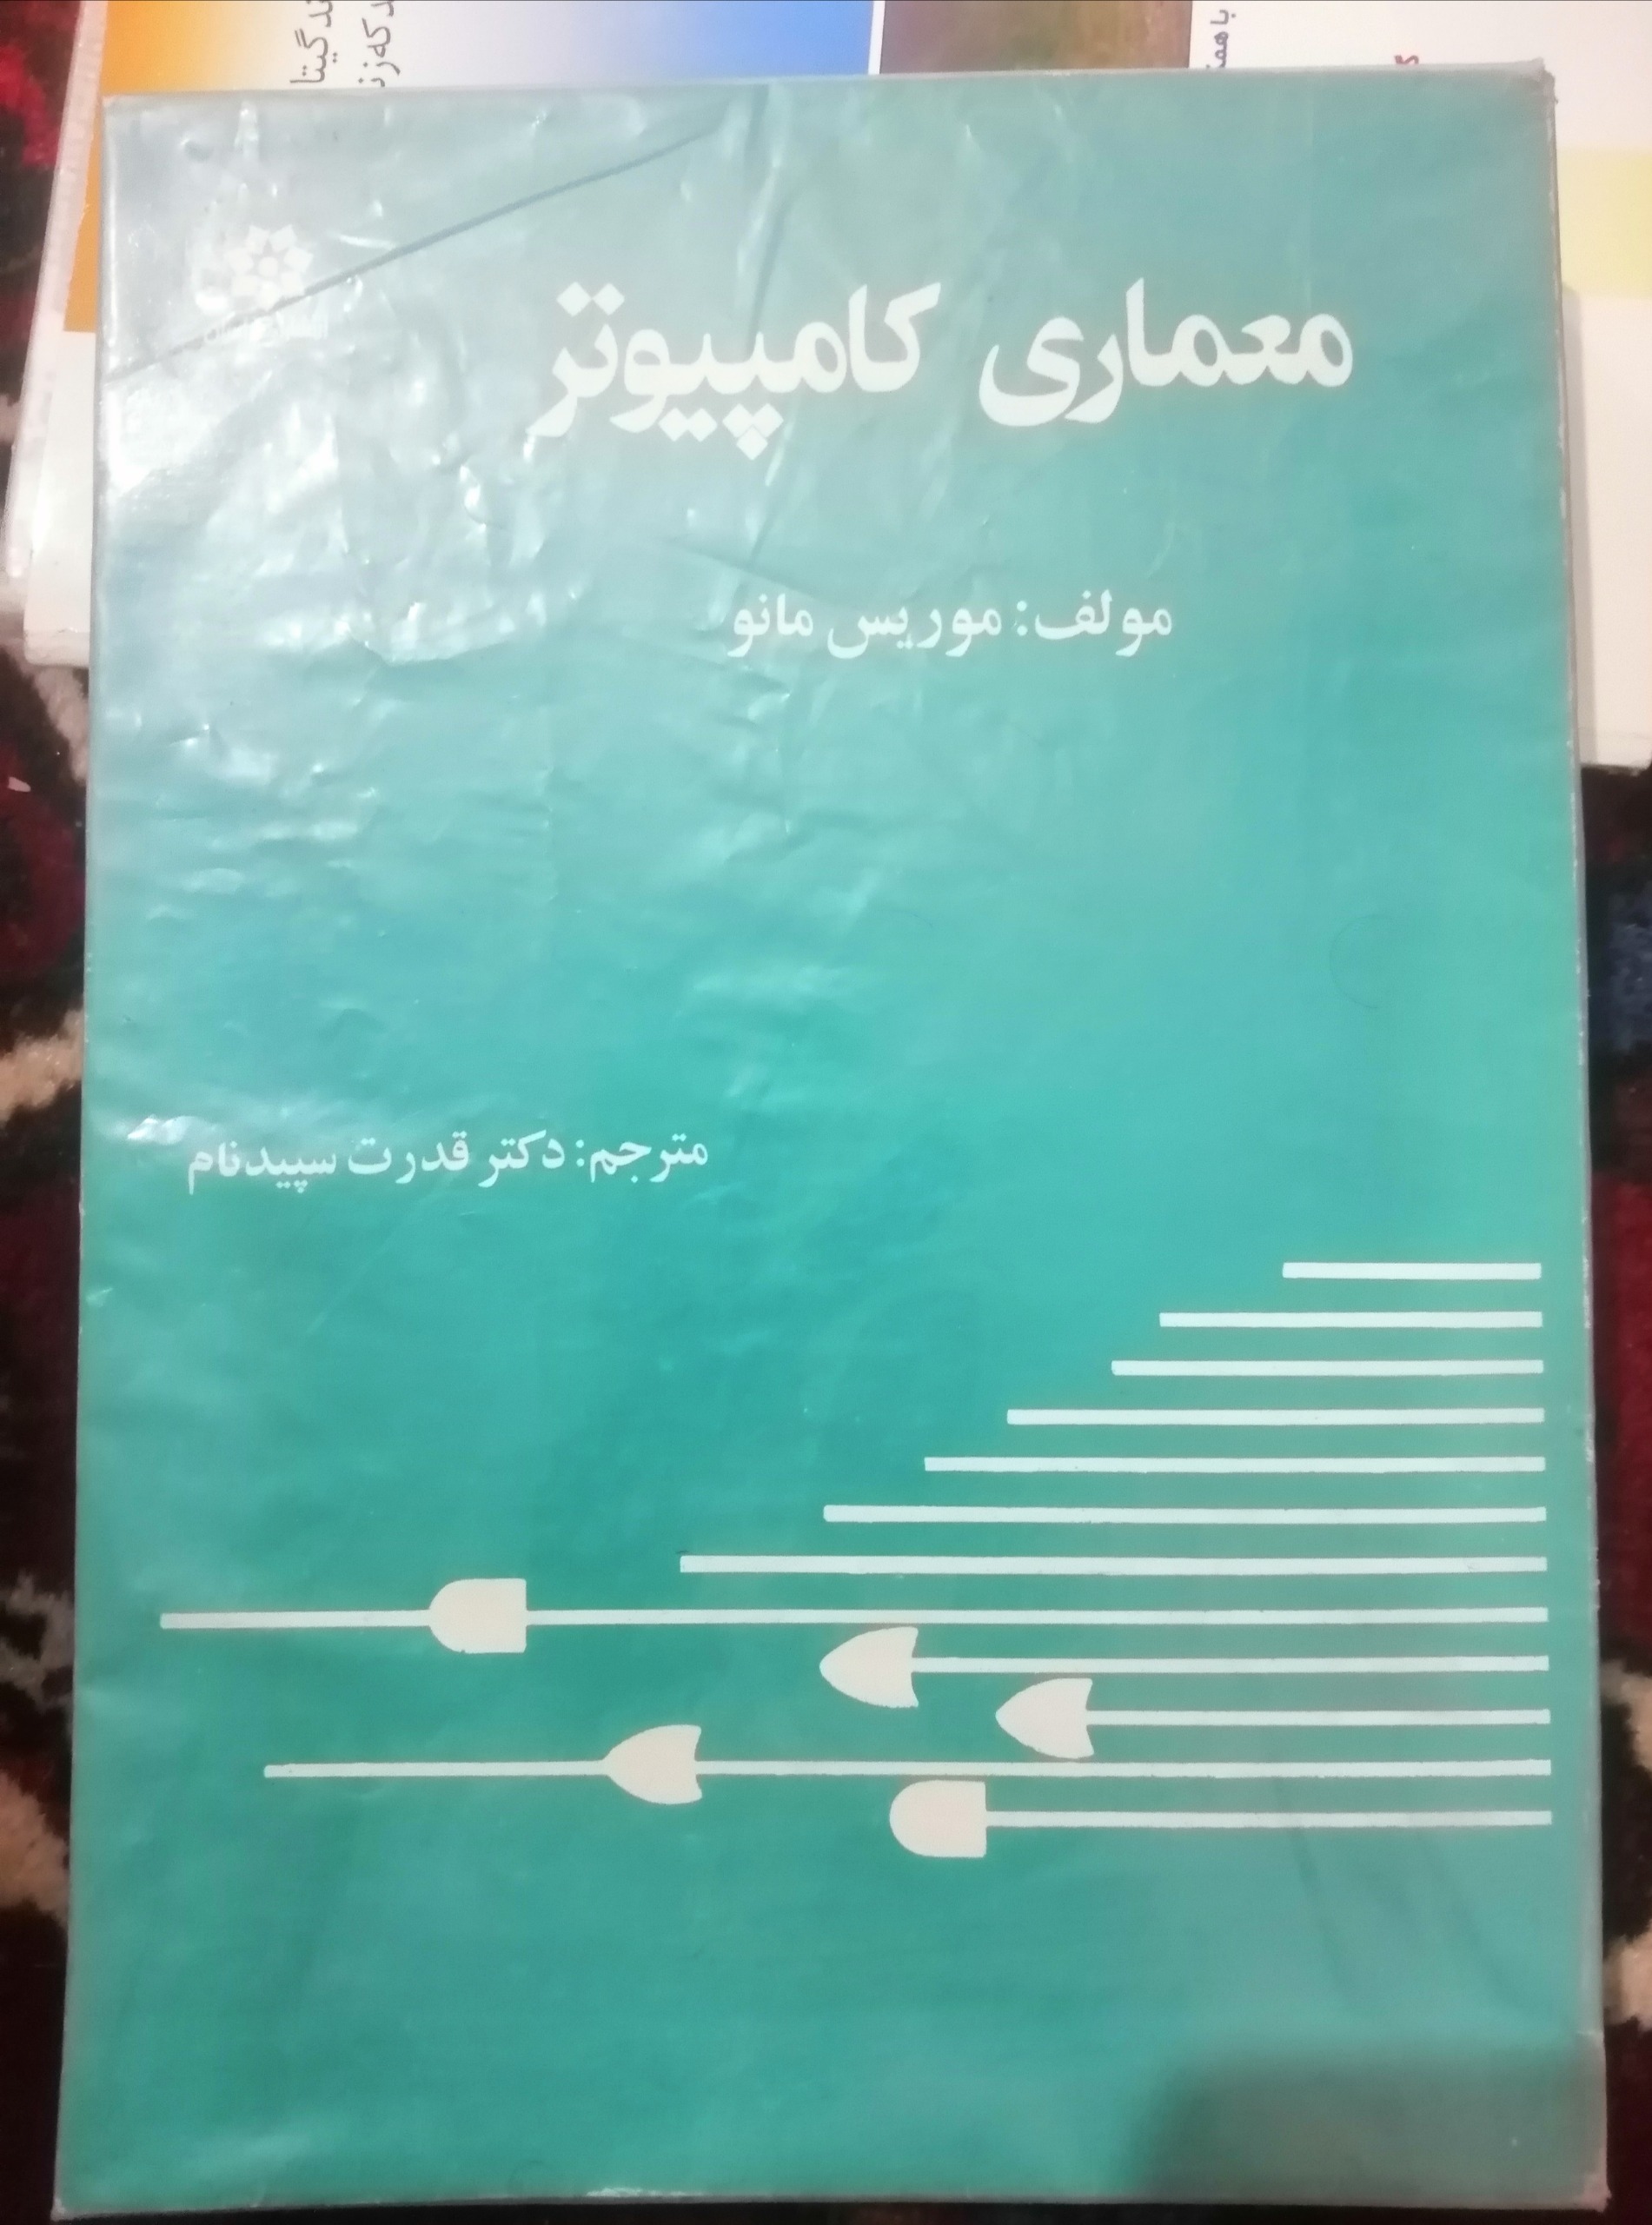 معماری کامپیوتر
مولف: موریس مانو
مترجم: دکتر قدرت سپیدنام